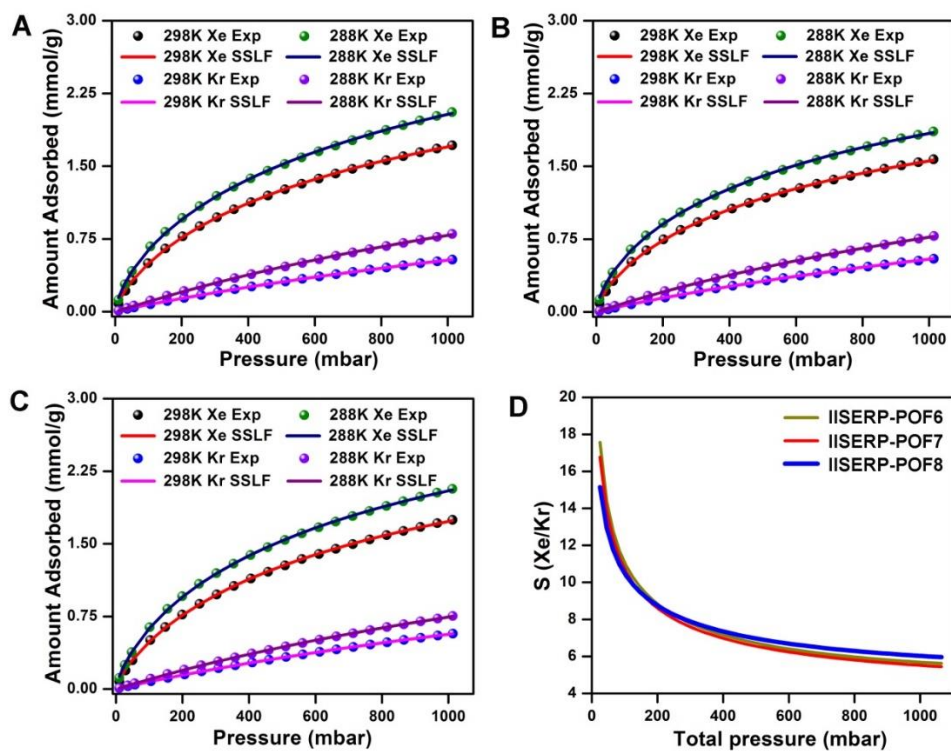 A
3.00
2.25
1.50
0.75
0.00
Amount Adsorbed (mmol/g)
298K Xe Exp 288K Xe Exp
298K Xe SSLF 288K Xe SSLF
298K Kr Exp 288K Kr Exp
298K Kr SSLF 288K Kr SSLF
0 200 400 600 800 1000
Pressure (mbar)
B
3.00
2.25
1.50
0.75
0.00
Amount Adsorbed (mmol/g)
298K Xe Exp 288K Xe Exp
298K Xe SSLF 288K Xe SSLF
298K Kr Exp 288K Kr Exp
298K Kr SSLF 288K Kr SSLF
0 200 400 600 800 1000
Pressure (mbar)
C
3.00
2.25
1.50
0.75
0.00
Amount Adsorbed (mmol/g)
298K Xe Exp 288K Xe Exp
298K Xe SSLF 288K Xe SSLF
298K Kr Exp 288K Kr Exp
298K Kr SSLF 288K Kr SSLF
0 200 400 600 800 1000
Pressure (mbar)
D
20
18
16
14
12
10
8
6
4
S (Xe/Kr)
IISERP-POF6
IISERP-POF7
IISERP-POF8
0 200 400 600 800 1000
Total pressure (mbar)